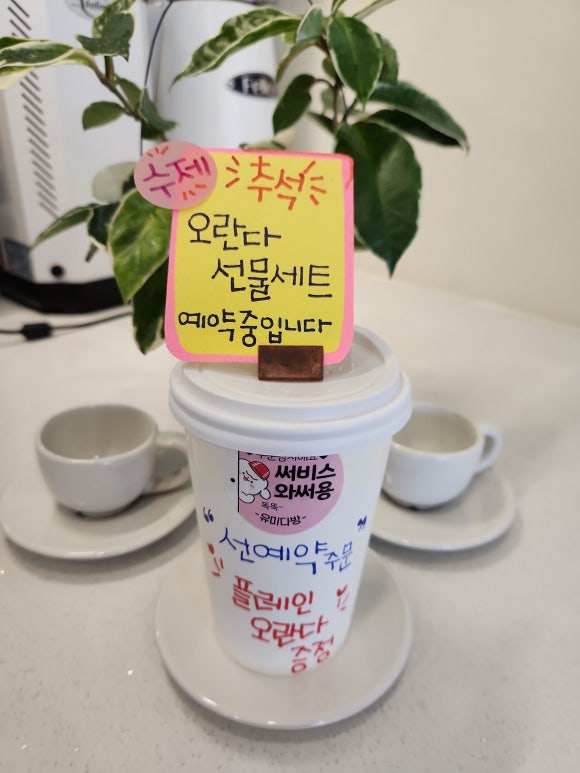 수제
추석
오란다
선물세트
예약중입니다
써비스
와써용
똑똑~
-유미다방-
"선예약주문"
플레인
오란다
증정